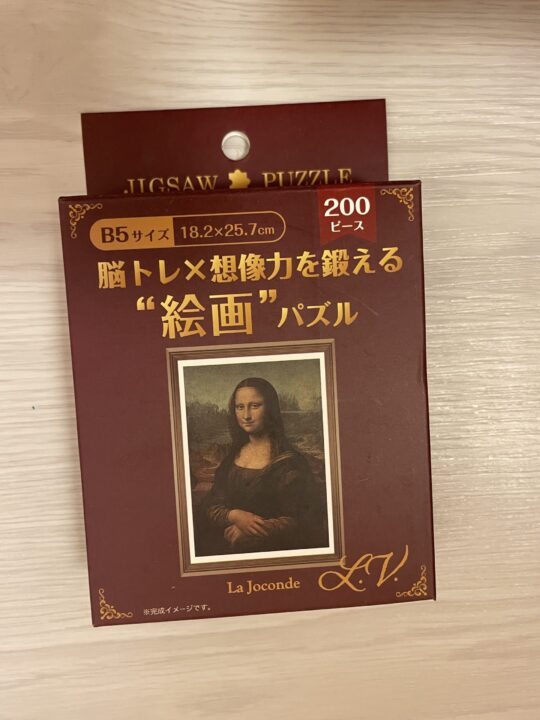 JIGSAW PUZZLE
B5サイズ 18.2×25.7cm
200
ピース
脳トレ×想像力を鍛える
“絵画”パズル
La Joconde
L.V.
※完成イメージです。